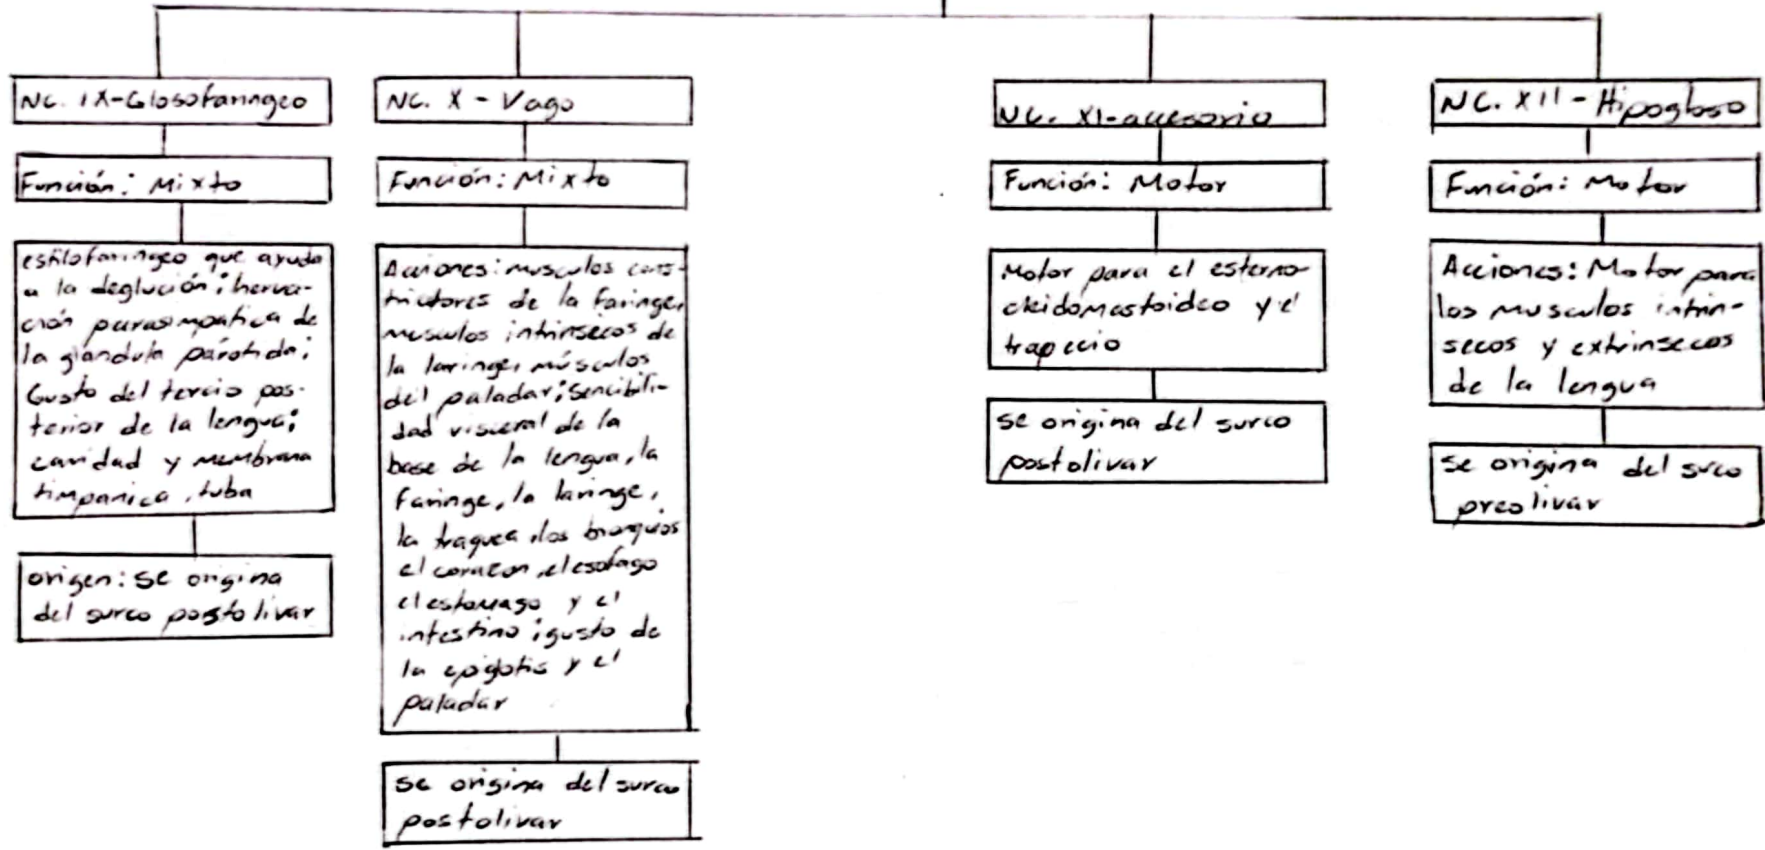 NC. IX-Glosofaringeo
Función: Mixto
estilofaringeo que ayuda
a la deglución; herva-
ción parasimpatica de
la glandula párotida;
Gusto del tercio pos-
terior de la lengua;
cavidad y membrana
timpanica, tuba
origen: se origina
del surco postolivar
NC. X - Vago
Función: Mixto
Acciones: musculos cons-
trictores de la Faringe,
musculos intrinsecos de
la laringe, músculos
del paladar; Sencibili-
dad visceral de la
base de la lengua, la
Faringe, la laringe,
la traquea, los bronquios
el corazon, el esofago
el estomago y el
intestino; gusto de
la epiglotis y el
paladar
se origina del surco
postolivar
NC. XI-accesorio
Función: Motor
Motor para el esterno-
cleidomastoideo y el
trapecio
se origina del surco
postolivar
NC. XII - Hipogloso
Función: Motor
Acciones: Motor para
los musculos intrin-
secos y extrinsecos
de la lengua
se origina del surco
preolivar